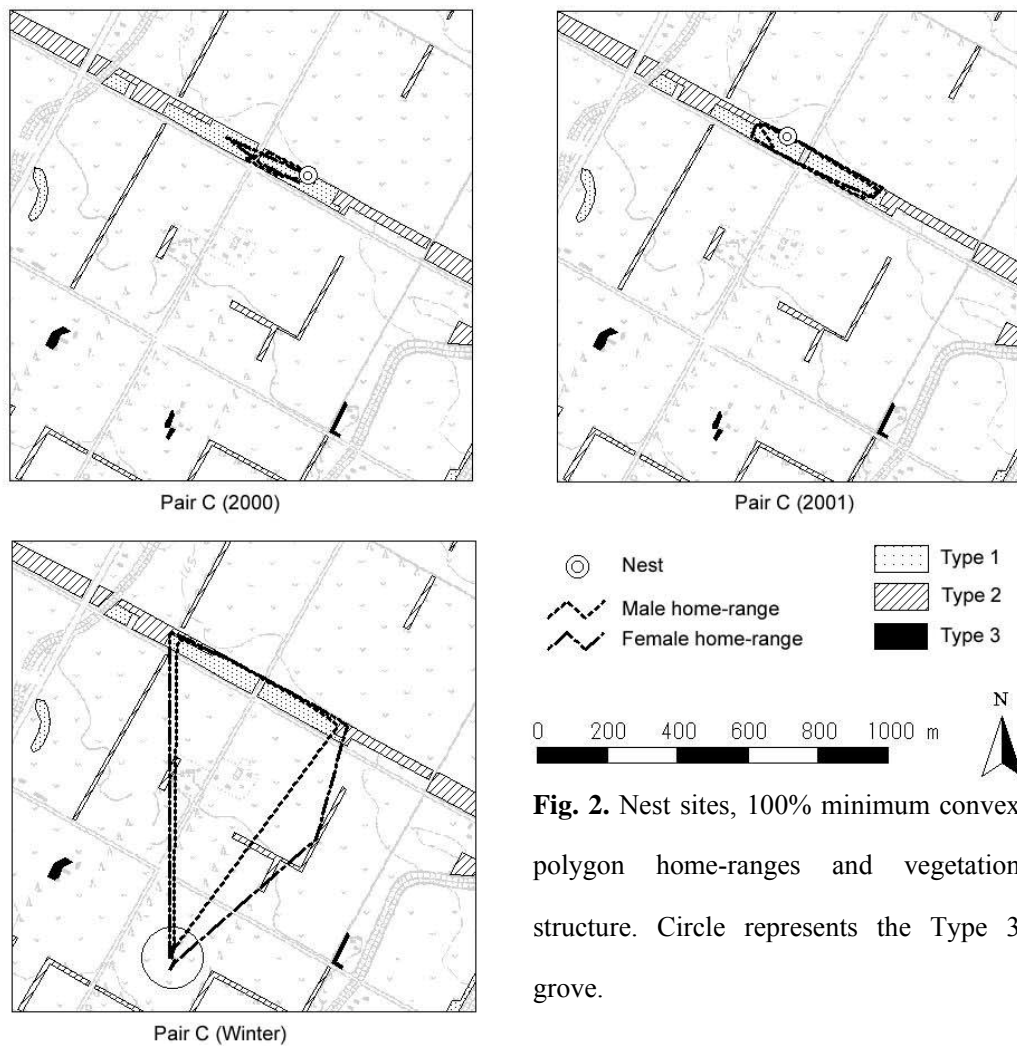 Pair C (2000)
Pair C (2001)
Nest
Male home-range
Female home-range
Type 1
Type 2
Type 3
0 200 400 600 800 1000 m
N
Fig. 2. Nest sites, 100% minimum convex
polygon home-ranges and vegetation
structure. Circle represents the Type 3
grove.
Pair C (Winter)